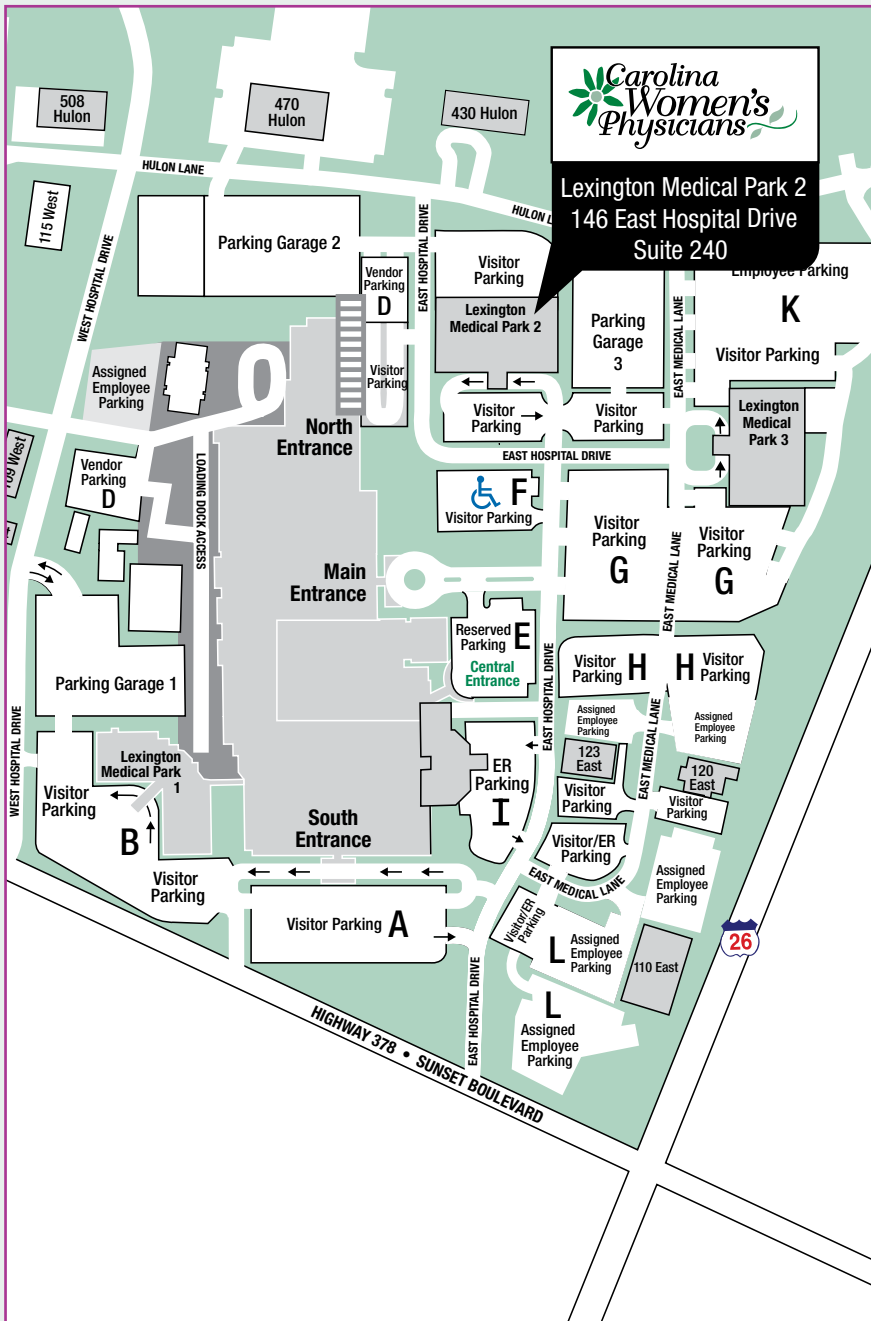 Carolina
Women's
Physicians
Lexington Medical Park 2
146 East Hospital Drive
Suite 240
508
Hulon
470
Hulon
430 Hulon
HULON LANE
HULON
115 West
WEST HOSPITAL DRIVE
Parking Garage 2
Vendor
Parking
D
Visitor
Parking
EAST HOSPITAL DRIVE
Visitor
Parking
Lexington
Medical Park 2
Parking
Garage
3
EAST MEDICAL LANE
Employee Parking
K
Visitor Parking
Assigned
Employee
Parking
North
Entrance
Visitor
Parking
Visitor
Parking
Lexington
Medical
Park 3
EAST HOSPITAL DRIVE
109 West
Vendor
Parking
D
LOADING DOCK ACCESS
F
Visitor Parking
Visitor
Parking
G
Visitor
Parking
G
EAST MEDICAL LANE
Main
Entrance
Reserved
Parking
E
Central
Entrance
EAST HOSPITAL DRIVE
Visitor
Parking
H
H
Visitor
Parking
Parking Garage 1
WEST HOSPITAL DRIVE
Assigned
Employee
Parking
Assigned
Employee
Parking
EAST MEDICAL LANE
Lexington
Medical Park
1
Visitor
Parking
B
Visitor
Parking
ER
Parking
I
123
East
120
East
Visitor
Parking
Visitor
Parking
South
Entrance
Visitor/ER
Parking
EAST MEDICAL LANE
Assigned
Employee
Parking
Visitor Parking
A
Visitor/ER
Parking
L
Assigned
Employee
Parking
110 East
26
EAST HOSPITAL DRIVE
L
Assigned
Employee
Parking
HIGHWAY 378 • SUNSET BOULEVARD